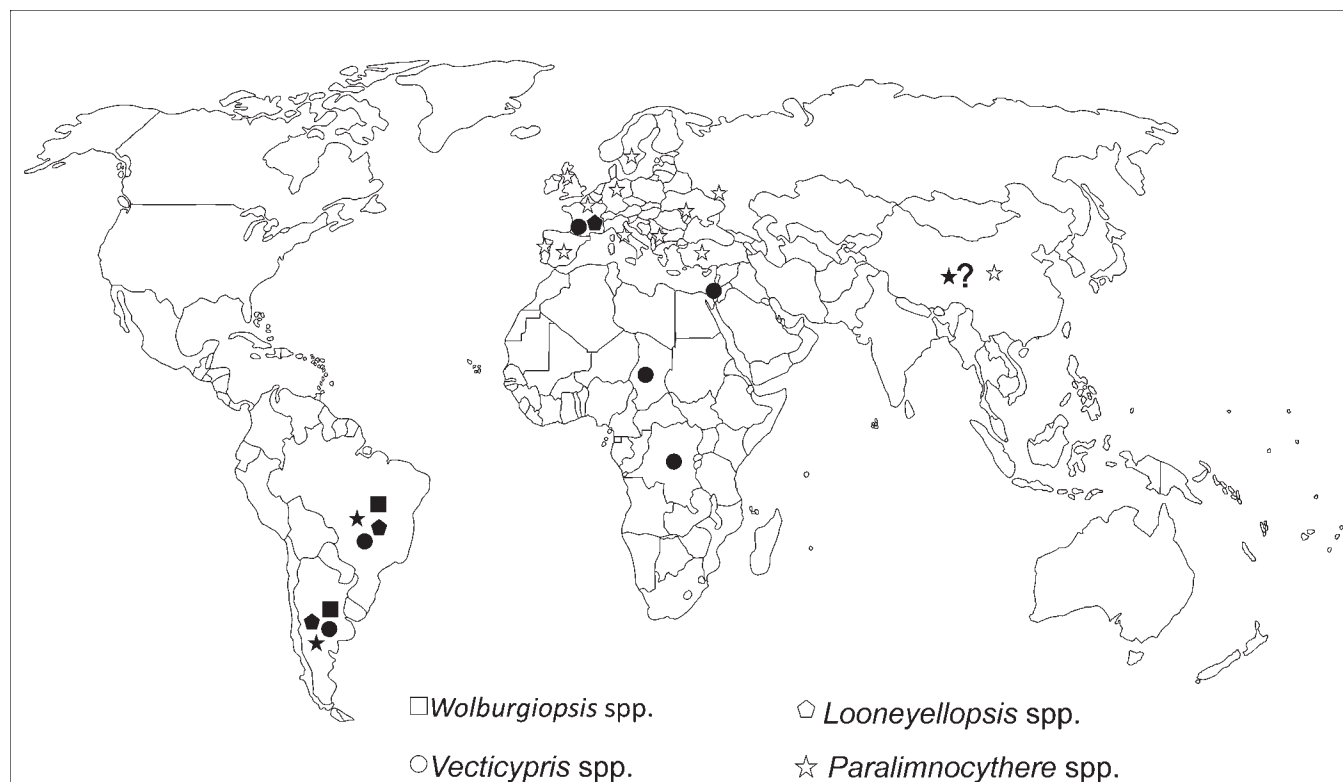 ?
Wolburgiopsis spp.
Looneyellopsis spp.
Vecticypris spp.
Paralimnocythere spp.